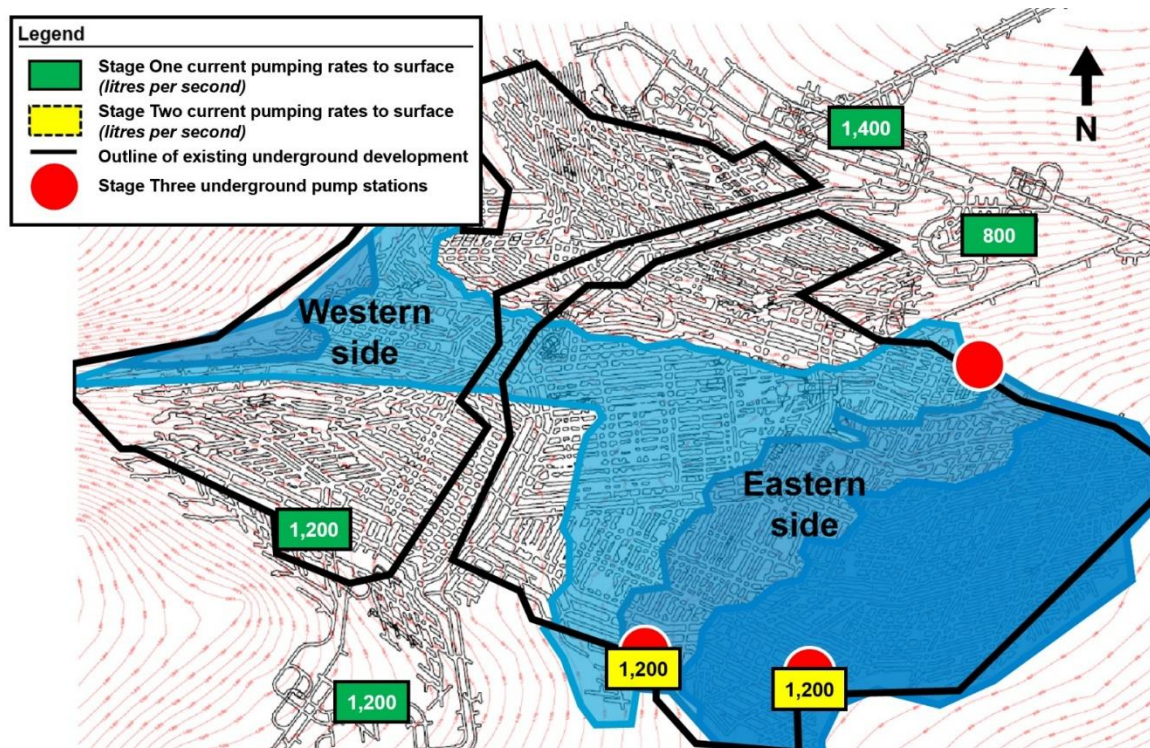 Legend
Stage One current pumping rates to surface
(litres per second)
Stage Two current pumping rates to surface
(litres per second)
Outline of existing underground development
Stage Three underground pump stations
1,400
N
800
Western
side
Eastern
side
1,200
1,200
1,200
1,200